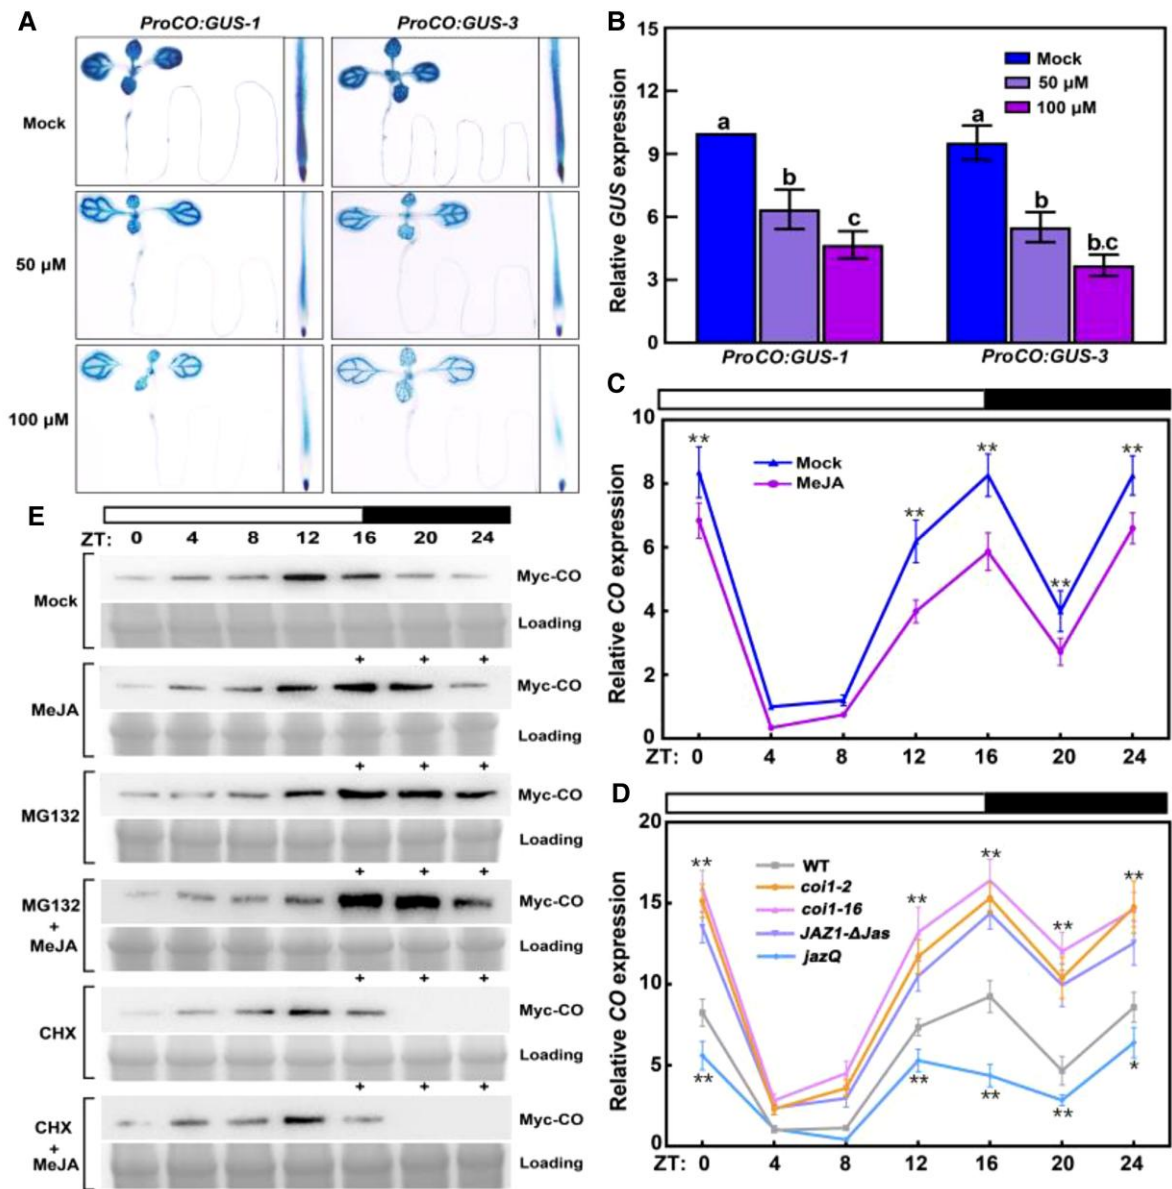 A
ProCO:GUS-1 ProCO:GUS-3
Mock
50 µM
100 µM
B
15
12
9
6
3
0
Relative GUS expression
Mock
50 µM
100 µM
a b c a b b,c
ProCO:GUS-1 ProCO:GUS-3
C
10
8
6
4
2
0
Relative CO expression
Mock
MeJA
** ** ** ** **
ZT: 0 4 8 12 16 20 24
D
20
15
10
5
0
Relative CO expression
WT
coi1-2
coi1-16
JAZ1-ΔJas
jazQ
** ** ** ** **
** ** ** ** *
ZT: 0 4 8 12 16 20 24
E
ZT: 0 4 8 12 16 20 24
Mock
Myc-CO
Loading
+ + +
MeJA
Myc-CO
Loading
+ + +
MG132
Myc-CO
Loading
+ + +
MG132
+
MeJA
Myc-CO
Loading
+ + +
CHX
Myc-CO
Loading
+ + +
CHX
+
MeJA
Myc-CO
Loading